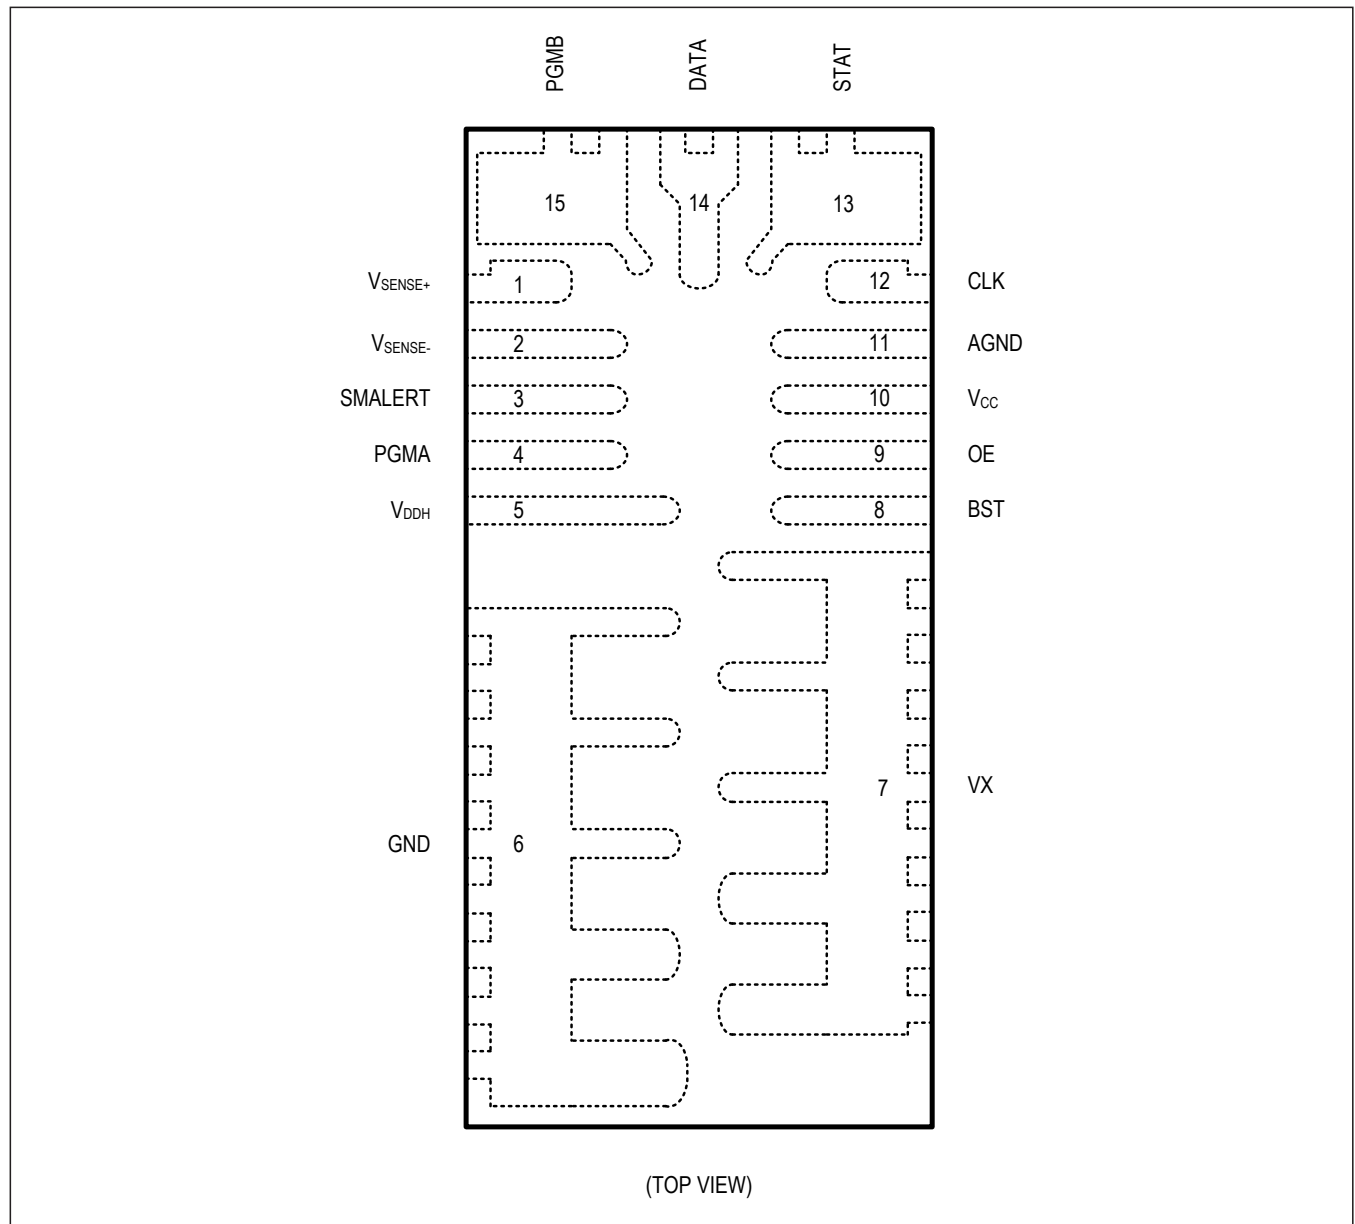 PGMB
DATA
STAT
15
14
13
VSENSE+
1
12
CLK
VSENSE-
2
11
AGND
SMALERT
3
10
VCC
PGMA
4
9
OE
VDDH
5
8
BST
7
VX
GND
6
(TOP VIEW)